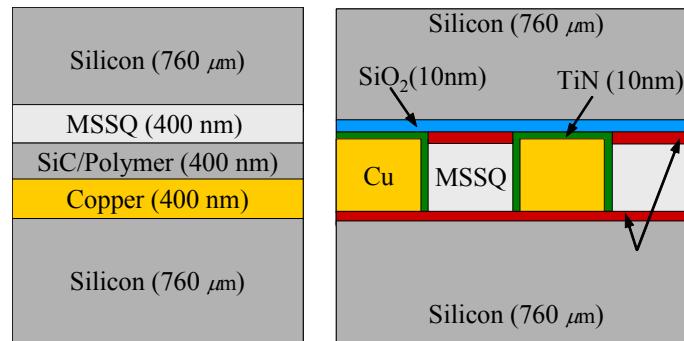 Silicon (760 μm)
MSSQ (400 nm)
SiC/Polymer (400 nm)
Copper (400 nm)
Silicon (760 μm)
Silicon (760 μm)
SiO2(10nm)
TiN (10nm)
Cu
MSSQ
Silicon (760 μm)